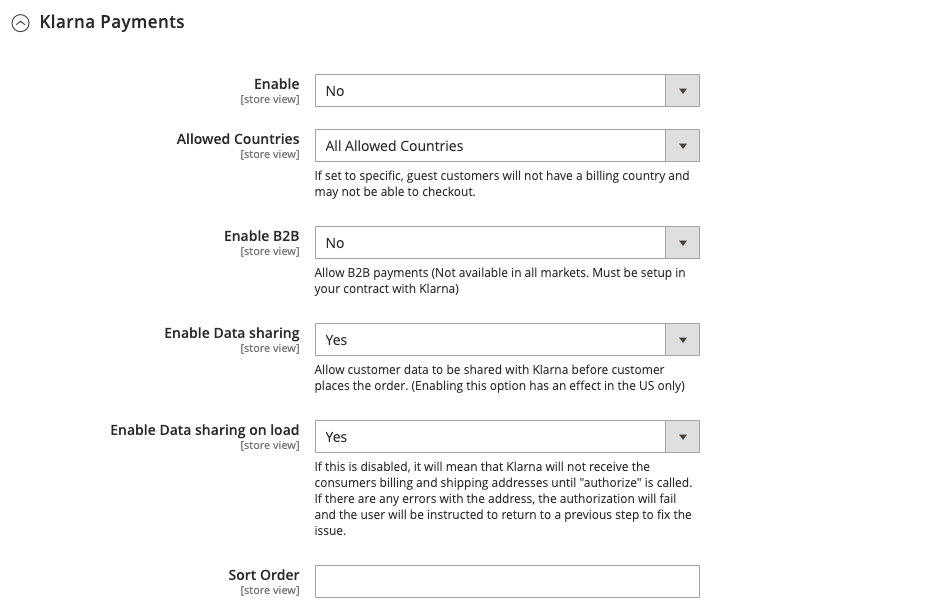 Klarna Payments
Enable
[store view]
No
Allowed Countries
[store view]
All Allowed Countries
If set to specific, guest customers will not have a billing country and
may not be able to checkout.
Enable B2B
[store view]
No
Allow B2B payments (Not available in all markets. Must be setup in
your contract with Klarna)
Enable Data sharing
[store view]
Yes
Allow customer data to be shared with Klarna before customer
places the order. (Enabling this option has an effect in the US only)
Enable Data sharing on load
[store view]
Yes
If this is disabled, it will mean that Klarna will not receive the
consumers billing and shipping addresses until "authorize" is called.
If there are any errors with the address, the authorization will fail
and the user will be instructed to return to a previous step to fix the
issue.
Sort Order
[store view]